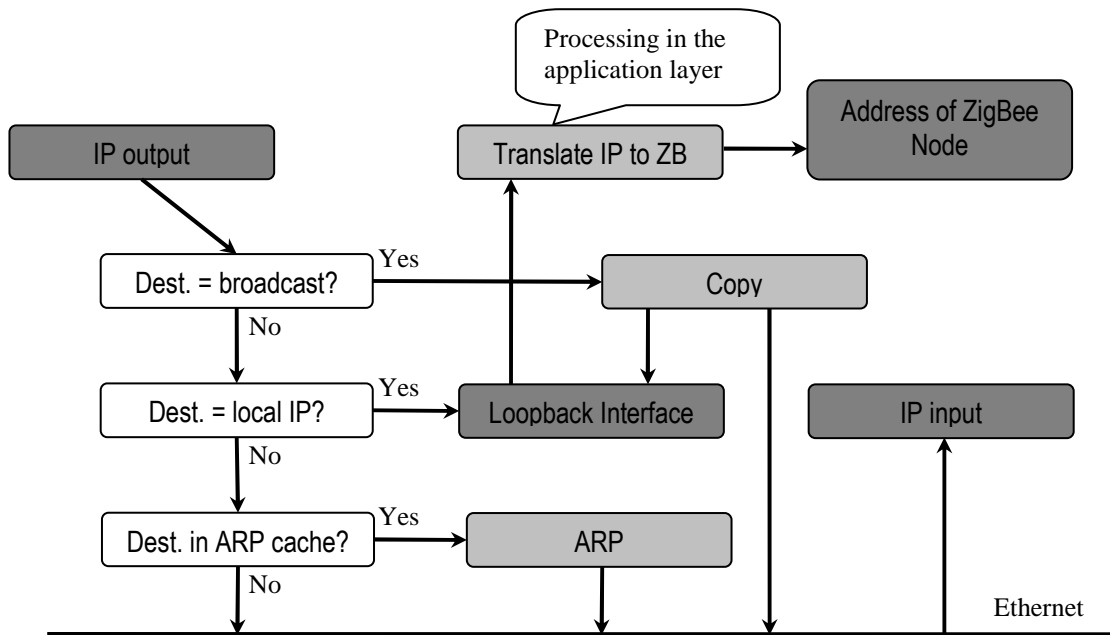 Processing in the
application layer
Address of ZigBee
Node
IP output
Translate IP to ZB
Dest. = broadcast?
Yes
Copy
No
Dest. = local IP?
Yes
Loopback Interface
IP input
No
Dest. in ARP cache?
Yes
ARP
No
Ethernet